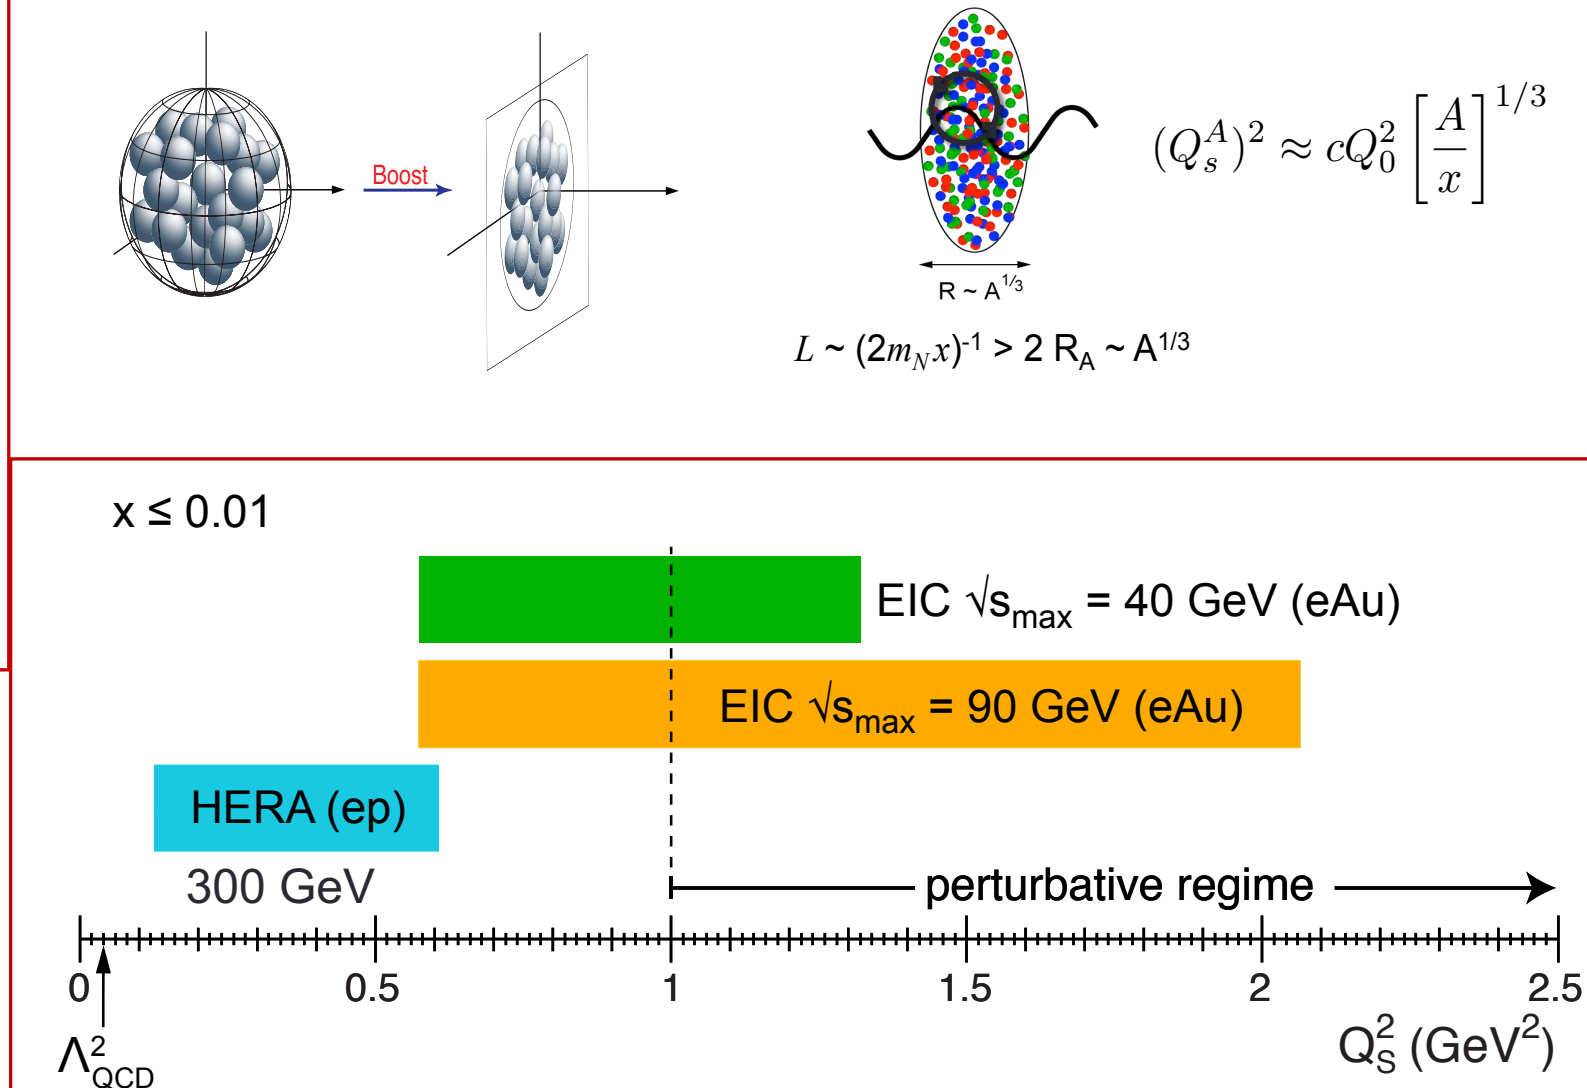 Boost
(Q_s^A)^2 ≈ cQ_0^2 [A/x]^{1/3}
R ~ A^{1/3}
L ~ (2m_N x)^{-1} > 2 R_A ~ A^{1/3}
x ≤ 0.01
EIC √s_max = 40 GeV (eAu)
EIC √s_max = 90 GeV (eAu)
HERA (ep)
300 GeV
perturbative regime
0 0.5 1 1.5 2 2.5
Λ^2_QCD
Q_S^2 (GeV^2)